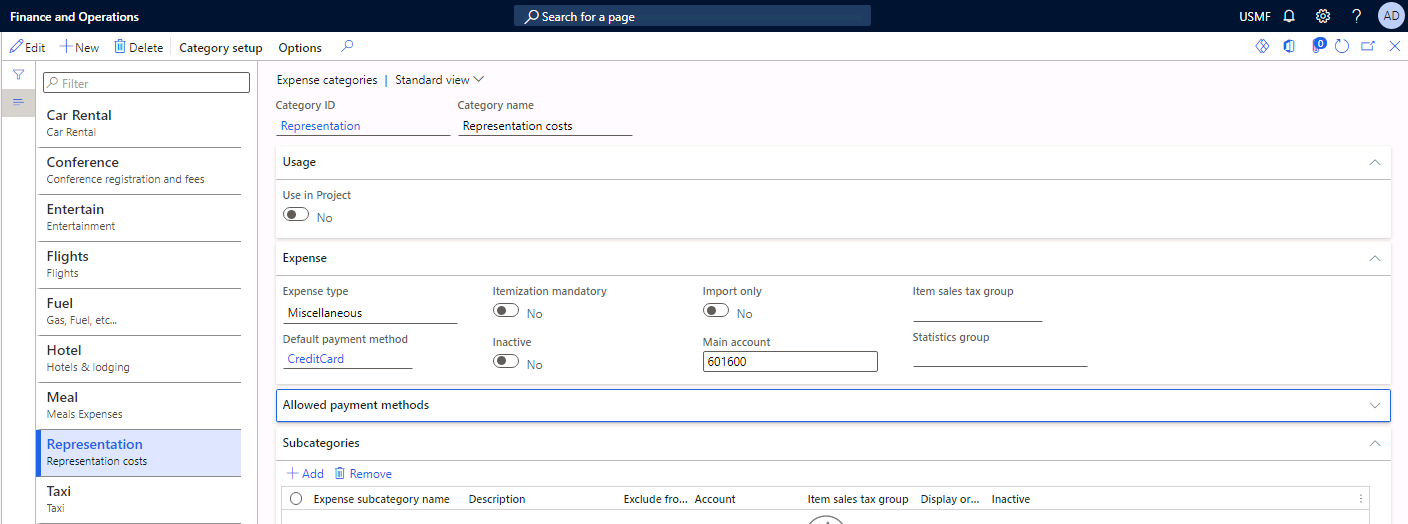 Finance and Operations
Search for a page
USMF
?
AD
Edit
New
Delete
Category setup
Options
0
Filter
Car Rental
Car Rental
Conference
Conference registration and fees
Entertain
Entertainment
Flights
Flights
Fuel
Gas, Fuel, etc...
Hotel
Hotels & lodging
Meal
Meals Expenses
Representation
Representation costs
Taxi
Taxi
Expense categories | Standard view
Category ID
Category name
Representation
Representation costs
Usage
Use in Project
No
Expense
Expense type
Itemization mandatory
Import only
Item sales tax group
Miscellaneous
No
No
Default payment method
Inactive
Main account
Statistics group
CreditCard
No
601600
Allowed payment methods
Subcategories
Add
Remove
Expense subcategory name
Description
Exclude fro...
Account
Item sales tax group
Display or...
Inactive